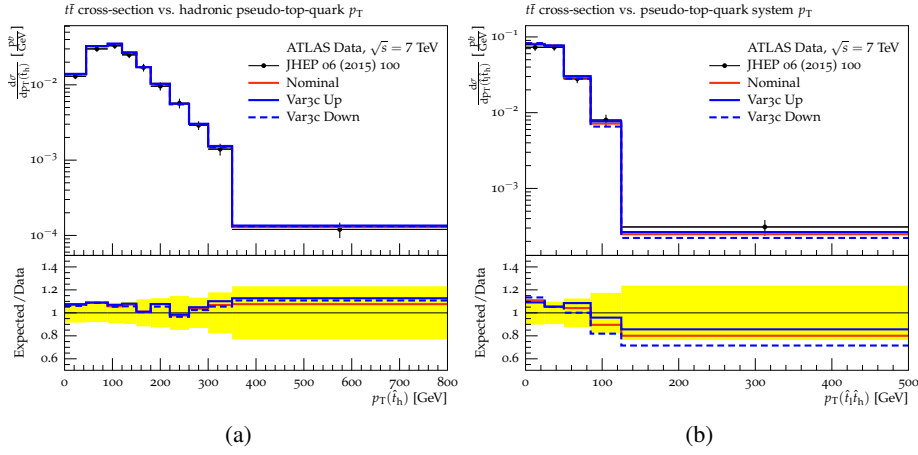 tt̄ cross-section vs. hadronic pseudo-top-quark pT
ATLAS Data, √s = 7 TeV
JHEP 06 (2015) 100
Nominal
Var3c Up
Var3c Down
dσ/dpT(t̂h) [pb/GeV]
10⁻²
10⁻³
10⁻⁴
Expected/Data
1.4
1.2
1.0
0.8
0.6
0 100 200 300 400 500 600 700 800
pT(t̂h) [GeV]
(a)
tt̄ cross-section vs. pseudo-top-quark system pT
ATLAS Data, √s = 7 TeV
JHEP 06 (2015) 100
Nominal
Var3c Up
Var3c Down
dσ/dpT(t̂lt̂h) [pb/GeV]
10⁻¹
10⁻²
10⁻³
Expected/Data
1.4
1.2
1.0
0.8
0.6
0 100 200 300 400 500
pT(t̂lt̂h) [GeV]
(b)